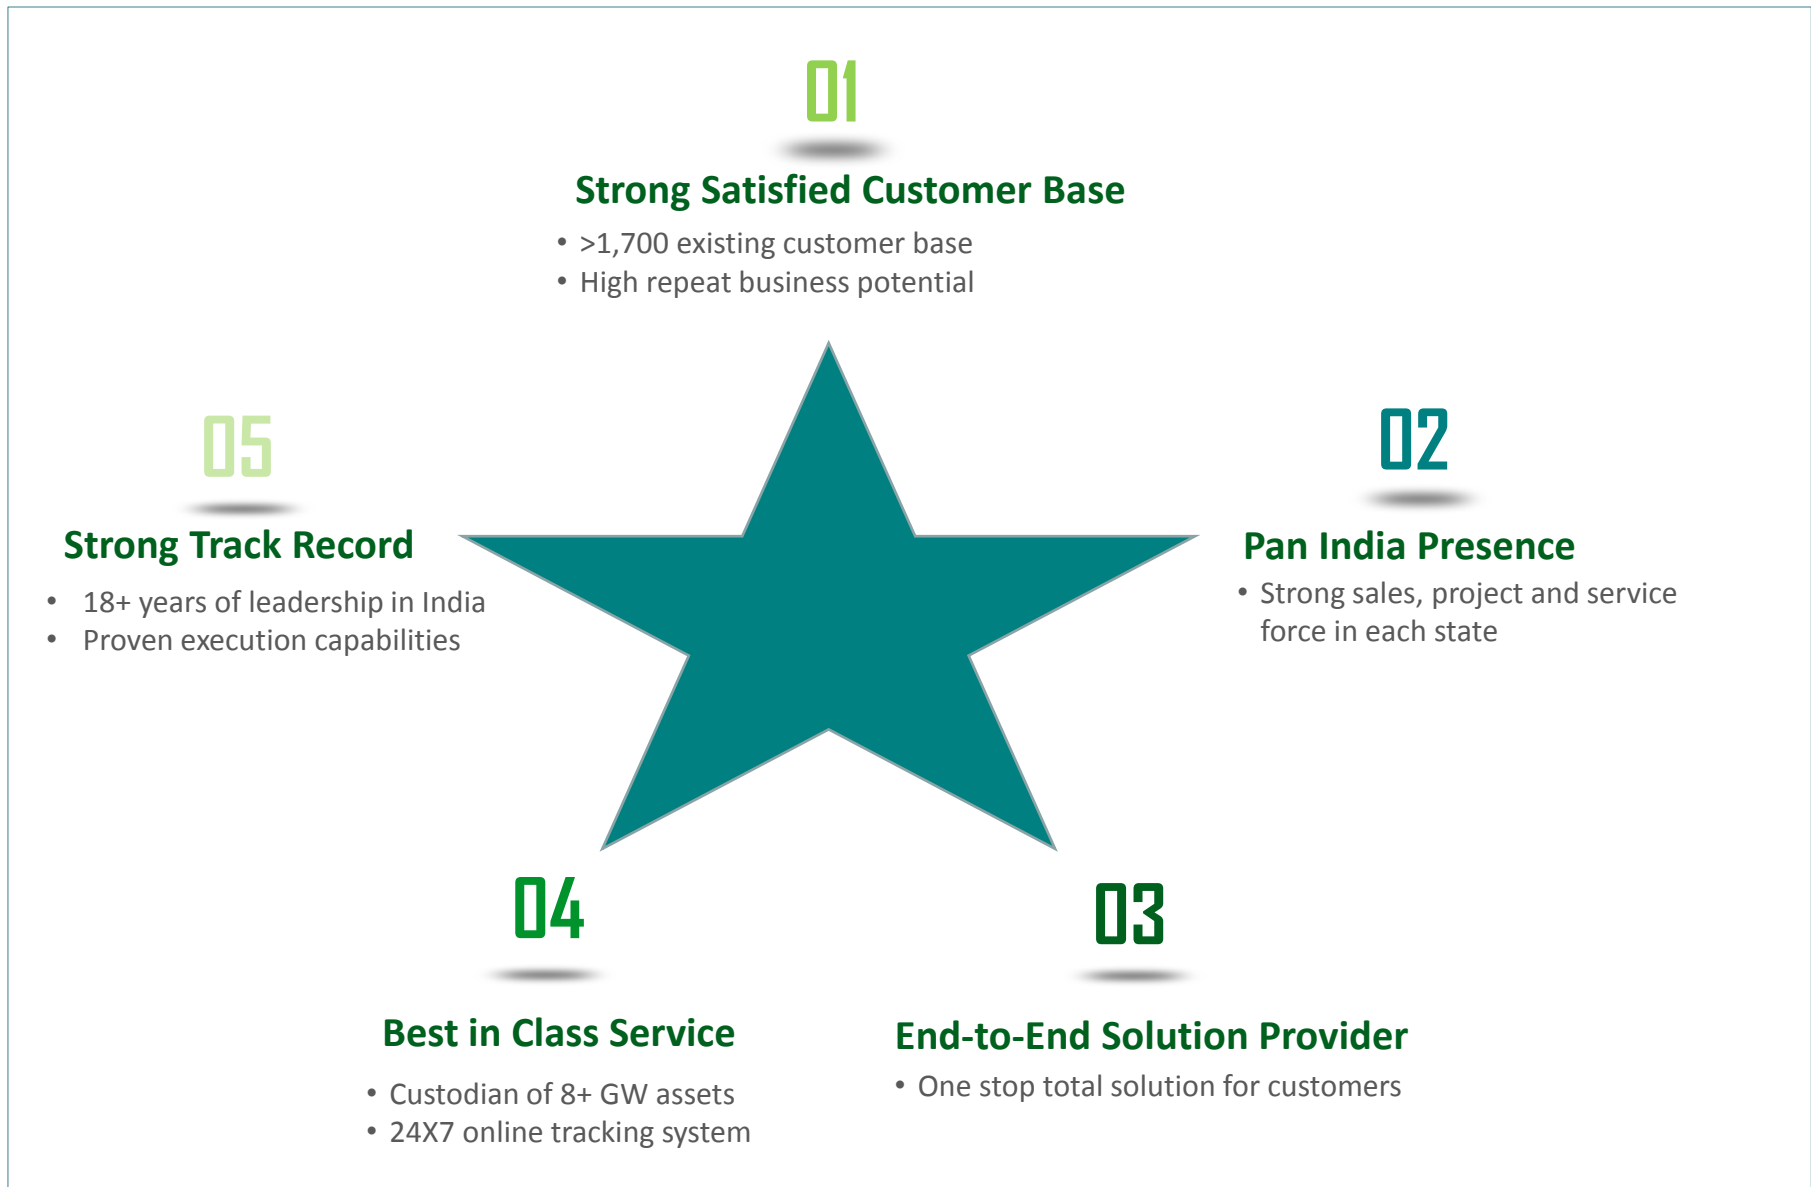 01
Strong Satisfied Customer Base
• >1,700 existing customer base
• High repeat business potential
02
Pan India Presence
• Strong sales, project and service
force in each state
03
End-to-End Solution Provider
• One stop total solution for customers
04
Best in Class Service
• Custodian of 8+ GW assets
• 24X7 online tracking system
05
Strong Track Record
• 18+ years of leadership in India
• Proven execution capabilities